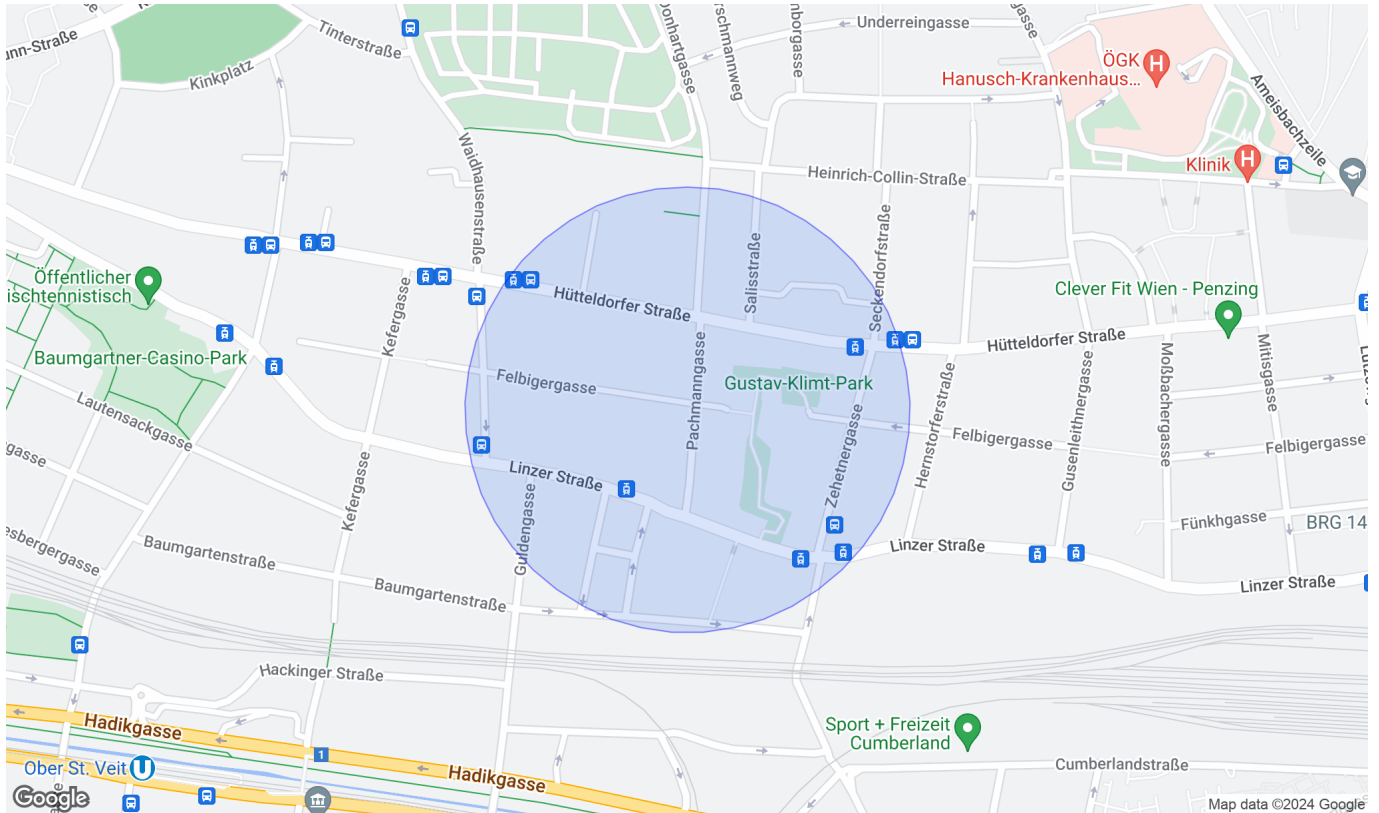 Tinterstraße
Underreingasse
Kinkplatz
ÖGK
Hanusch-Krankenhaus...
Ameisbachzeile
Waidhausenstraße
Heinrich-Collin-Straße
Klinik
Öffentlicher
ischtennistisch
Baumgartner-Casino-Park
Kefergasse
Hütteldorfer Straße
Salisstraße
Seckendorfstraße
Clever Fit Wien - Penzing
Hütteldorfer Straße
Mitisgasse
Moßbachergasse
Felbigergasse
Pachmanngasse
Gustav-Klimt-Park
Zehetnergasse
Hernstorferstraße
Gusenleithnergasse
Lautensackgasse
Felbigergasse
Felbigergasse
Linzer Straße
Kefergasse
Guldengasse
Fünkhgasse
BRG 14
Linzer Straße
Linzer Straße
Baumgartenstraße
Baumgartenstraße
esbergergasse
Hackinger Straße
Hadikgasse
1
Hadikgasse
Ober St. Veit U
Sport + Freizeit
Cumberland
Cumberlandstraße
Google
Map data ©2024 Google